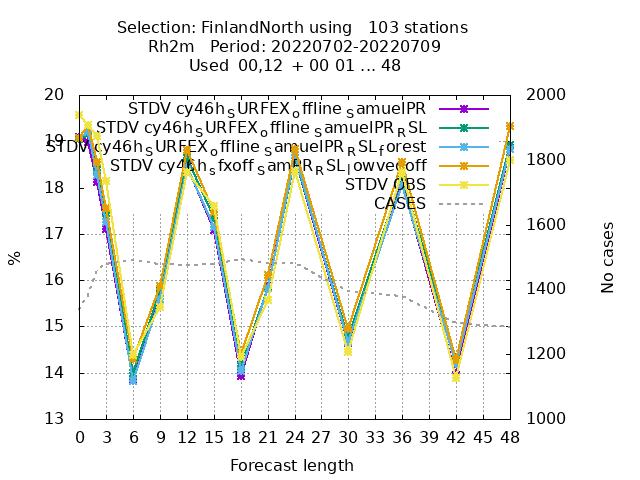 Selection: FinlandNorth using   103 stations
Rh2m   Period: 20220702-20220709
Used  00,12  + 00 01 ... 48
STDV cy46h_SURFEX_offline_SamuelPR
STDV cy46h_SURFEX_offline_SamuelPR_RSL
STDV cy46h_SURFEX_offline_SamuelPR_RSL_forest
STDV cy46h_sfxoff_SamPR_RSL_lowvegoff
STDV OBS
CASES
20
19
18
17
16
15
14
13
%
2000
1800
1600
1400
1200
1000
No cases
0 3 6 9 12 15 18 21 24 27 30 33 36 39 42 45 48
Forecast length